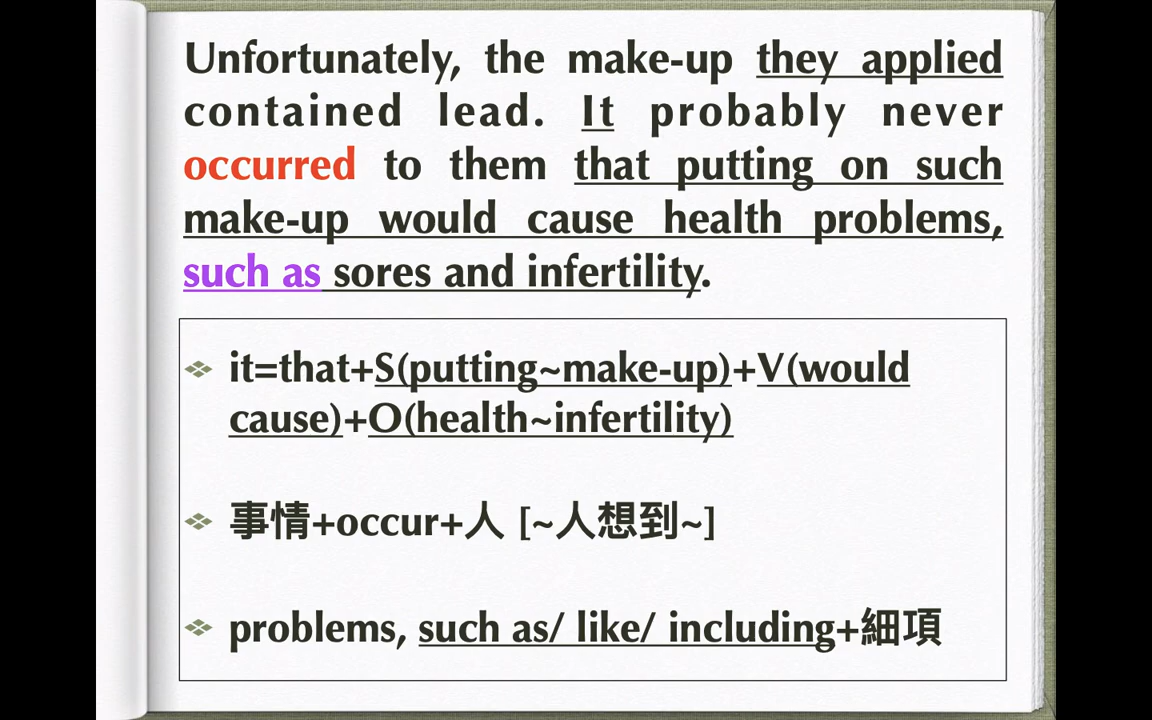 Unfortunately, the make-up they applied
contained lead. It probably never
occurred to them that putting on such
make-up would cause health problems,
such as sores and infertility.
it=that+S(putting~make-up)+V(would
cause)+O(health~infertility)
事情+occur+人 [~人想到~]
problems, such as/ like/ including+細項